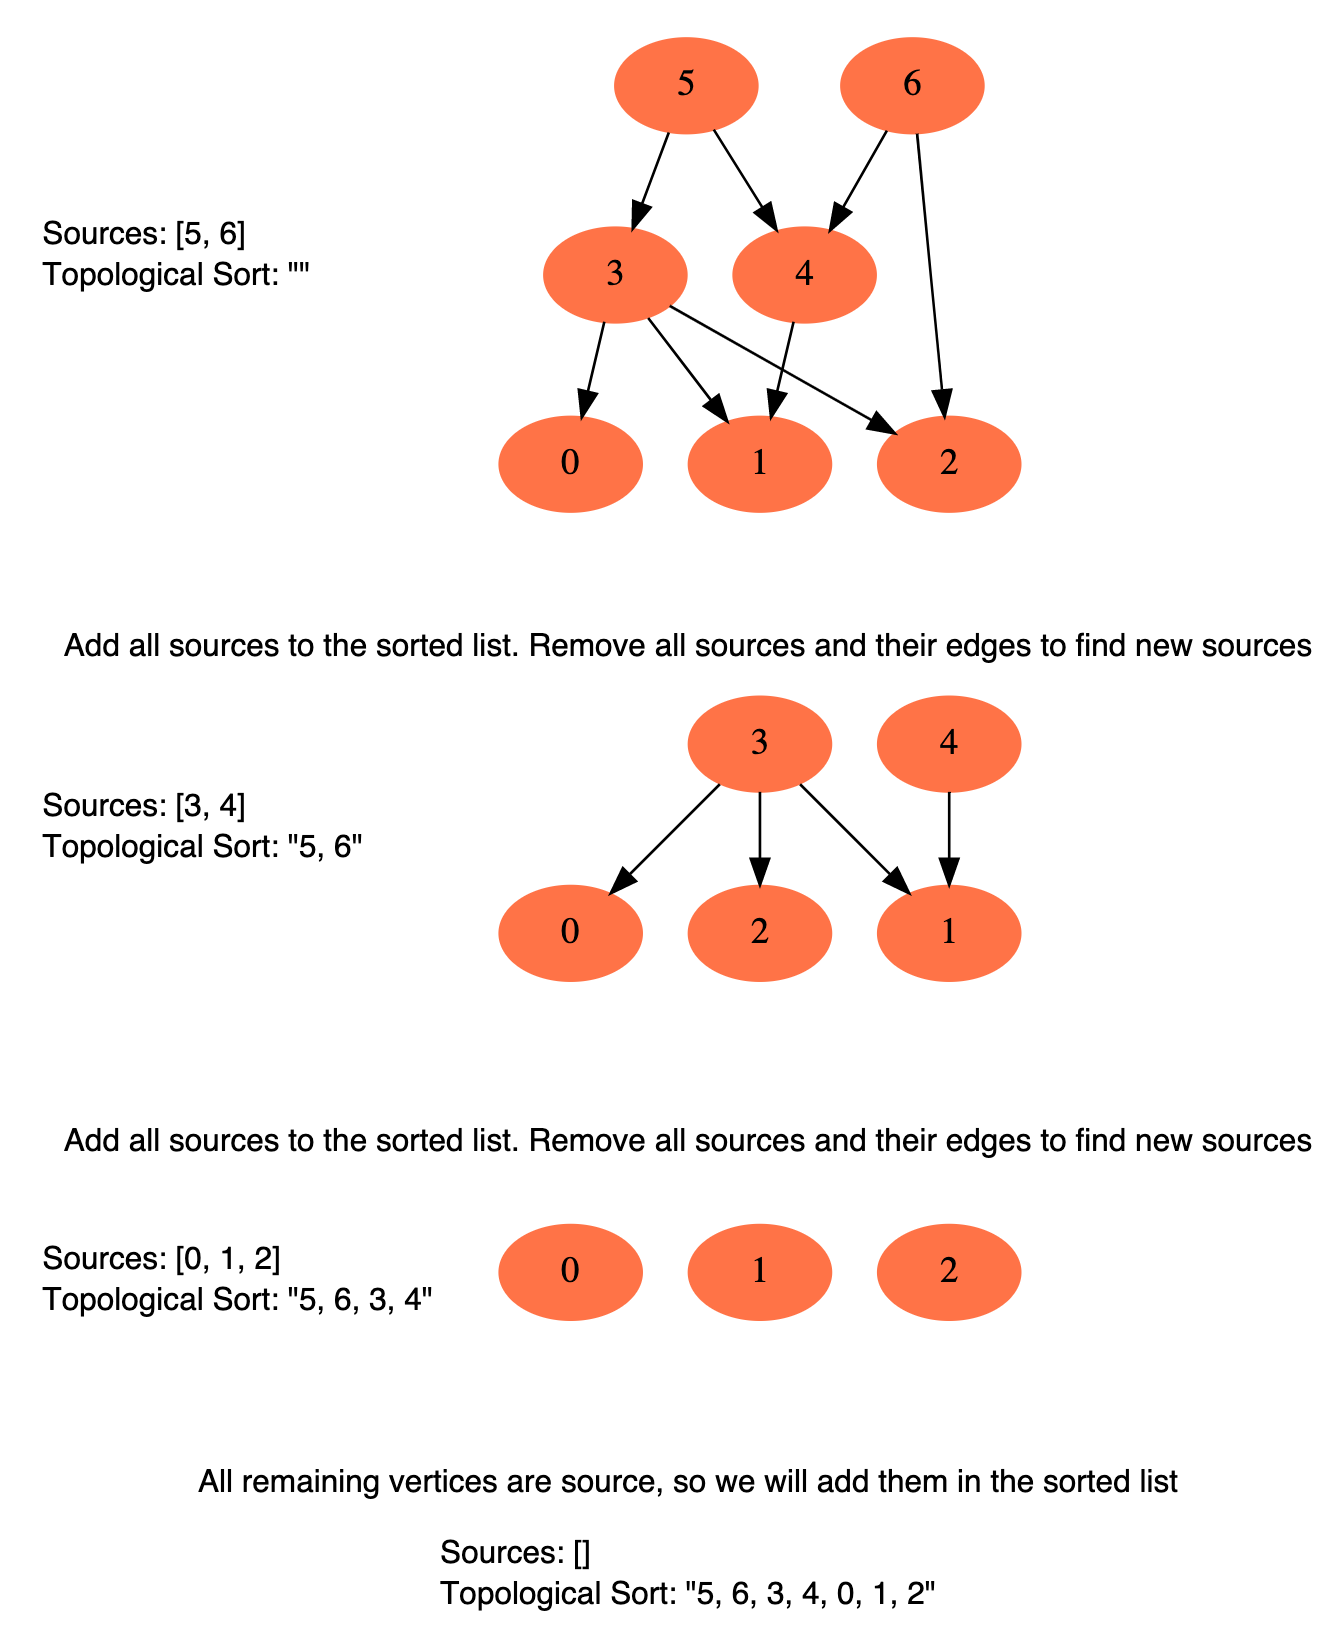 5
6
Sources: [5, 6]
Topological Sort: ""
3
4
0
1
2
Add all sources to the sorted list. Remove all sources and their edges to find new sources
3
4
Sources: [3, 4]
Topological Sort: "5, 6"
0
2
1
Add all sources to the sorted list. Remove all sources and their edges to find new sources
Sources: [0, 1, 2]
Topological Sort: "5, 6, 3, 4"
0
1
2
All remaining vertices are source, so we will add them in the sorted list
Sources: []
Topological Sort: "5, 6, 3, 4, 0, 1, 2"